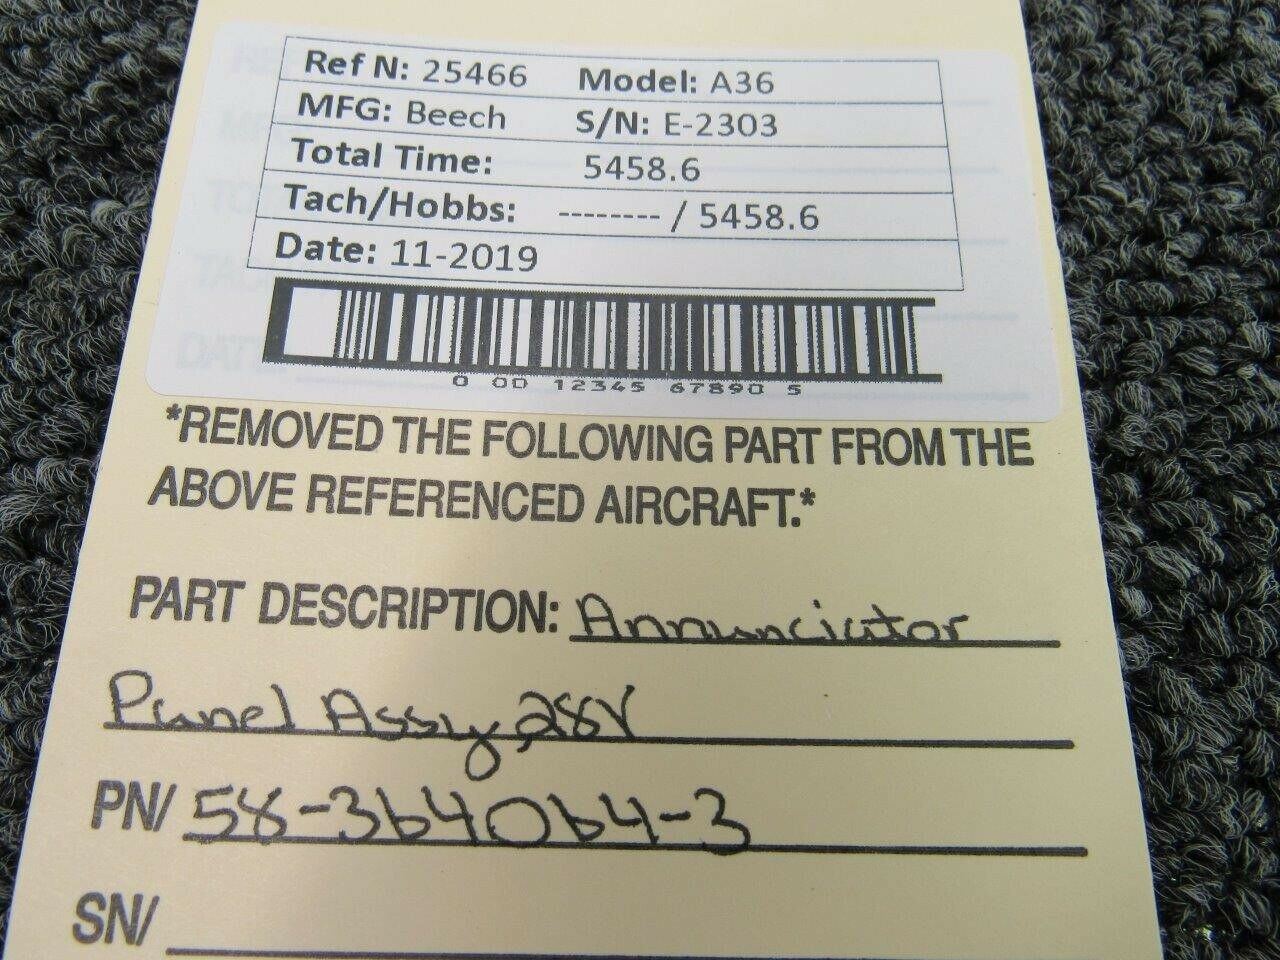 Ref N: 25466 Model: A36
MFG: Beech S/N: E-2303
Total Time: 5458.6
Tach/Hobbs: -------- / 5458.6
Date: 11-2019
0 00 12345 67890 5
*REMOVED THE FOLLOWING PART FROM THE
ABOVE REFERENCED AIRCRAFT.*
PART DESCRIPTION: Annunciator
Panel Assy, 28V
PN/ 58-364064-3
SN/